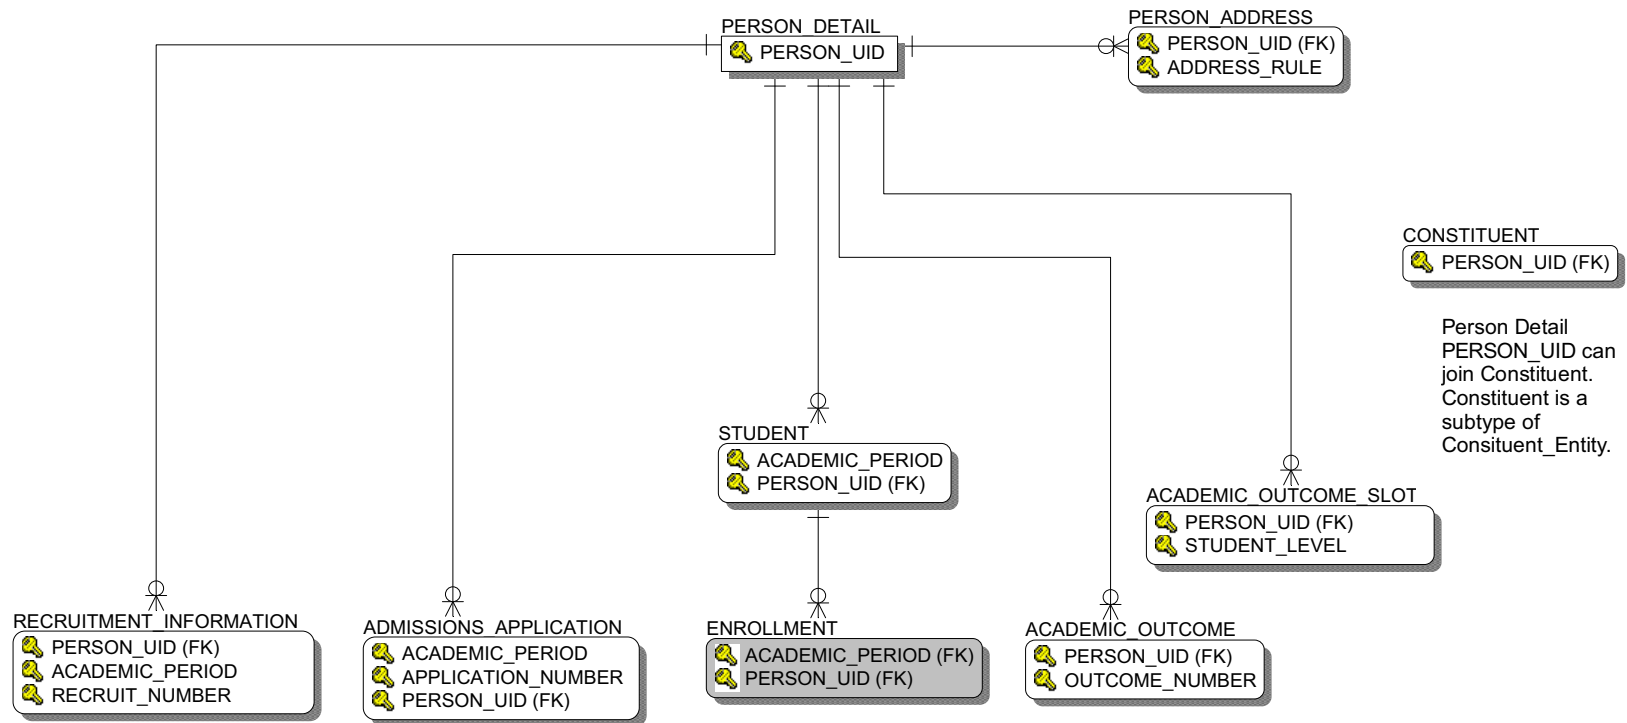 PERSON_DETAIL
PERSON_UID
PERSON_ADDRESS
PERSON_UID (FK)
ADDRESS_RULE
CONSTITUENT
PERSON_UID (FK)
Person Detail
PERSON_UID can
join Constituent.
Constituent is a
subtype of
Consituent_Entity.
STUDENT
ACADEMIC_PERIOD
PERSON_UID (FK)
ACADEMIC_OUTCOME_SLOT
PERSON_UID (FK)
STUDENT_LEVEL
RECRUITMENT_INFORMATION
PERSON_UID (FK)
ACADEMIC_PERIOD
RECRUIT_NUMBER
ADMISSIONS_APPLICATION
ACADEMIC_PERIOD
APPLICATION_NUMBER
PERSON_UID (FK)
ENROLLMENT
ACADEMIC_PERIOD (FK)
PERSON_UID (FK)
ACADEMIC_OUTCOME
PERSON_UID (FK)
OUTCOME_NUMBER